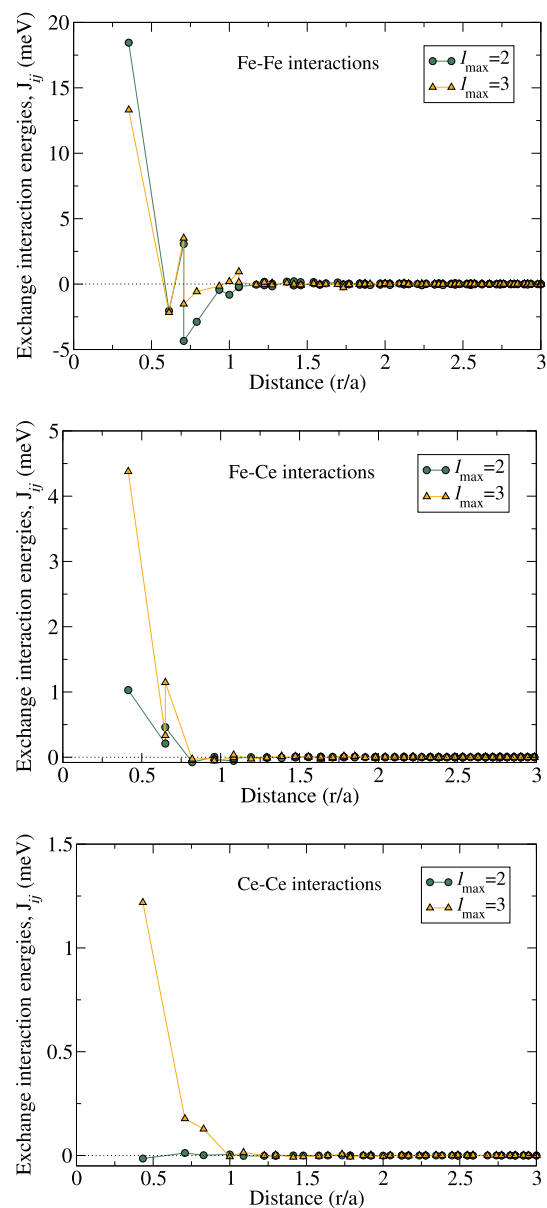 Exchange interaction energies, J_ij (meV)
20
15
10
5
0
-5
Fe-Fe interactions
l_max=2
l_max=3
0 0.5 1 1.5 2 2.5 3
Distance (r/a)
Exchange interaction energies, J_ij (meV)
5
4
3
2
1
0
Fe-Ce interactions
l_max=2
l_max=3
0 0.5 1 1.5 2 2.5 3
Distance (r/a)
Exchange interaction energies, J_ij (meV)
1.5
1
0.5
0
Ce-Ce interactions
l_max=2
l_max=3
0 0.5 1 1.5 2 2.5 3
Distance (r/a)